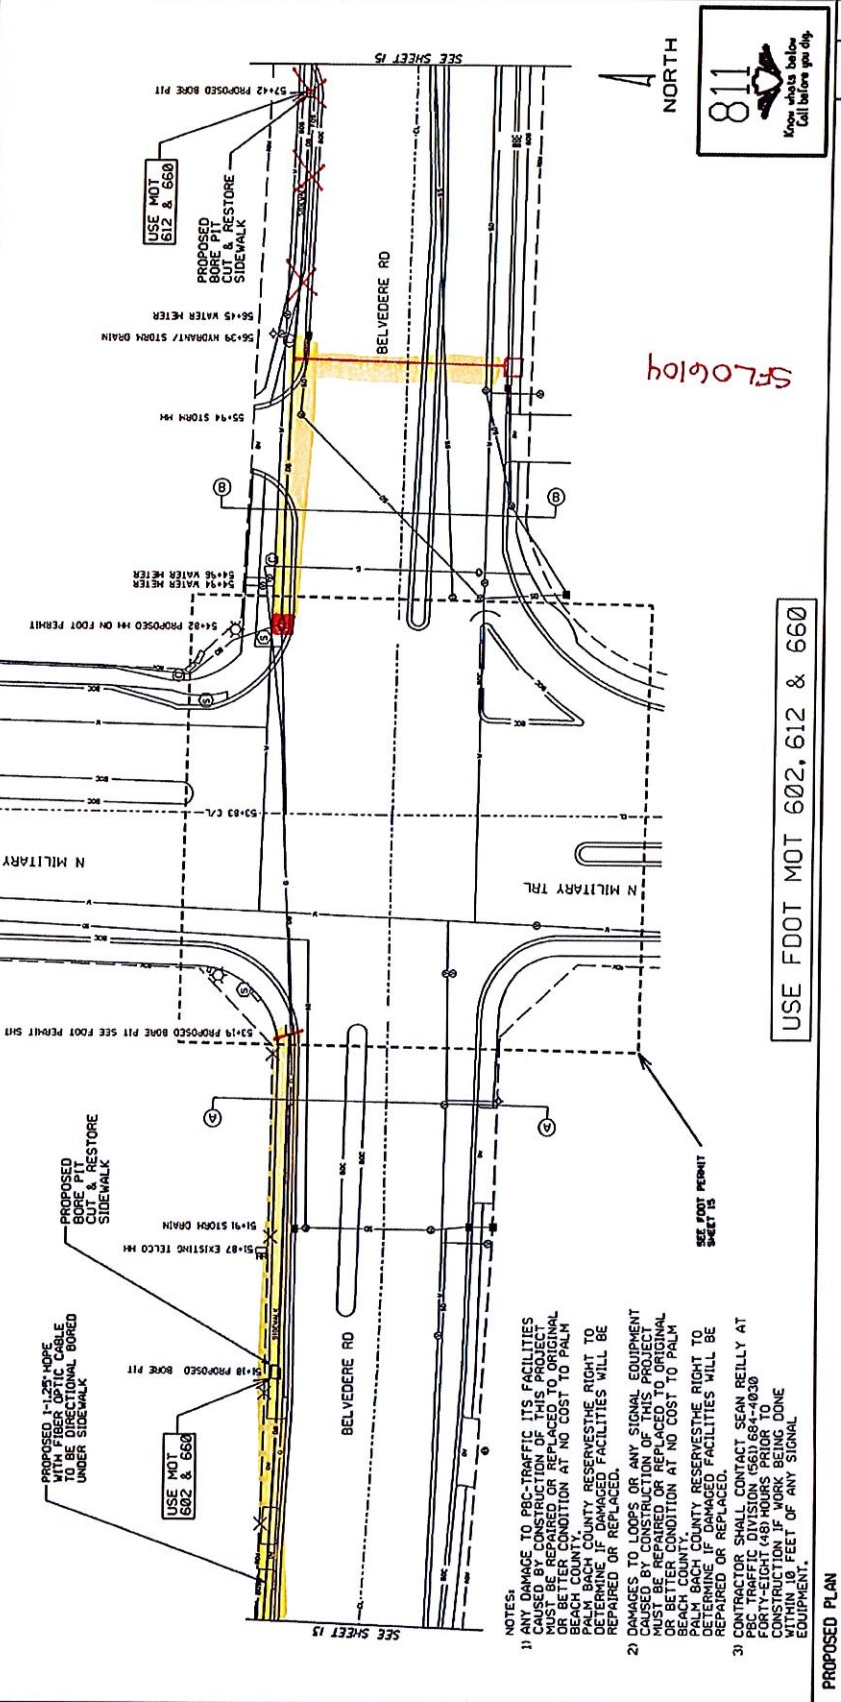 SEE SHEET 15
57+42 PROPOSED BORE PIT
USE MOT
612 & 660
PROPOSED
BORE PIT
CUT & RESTORE
SIDEWALK
56+45 WATER METER
56+39 HYDRANT/ STORM DRAIN
55+94 STORM MH
54+96 WATER METER
54+94 WATER METER
54+82 PROPOSED HH ON FDOT PERMIT
BELVEDERE RD
NORTH
811
Know whats below
Call before you dig.
SFL06104
B
B
53+83 C/L
N MILITARY
N MILITARY TRL
53+19 PROPOSED BORE PIT SEE FDOT PERMIT SHT
A
A
PROPOSED
BORE PIT
CUT & RESTORE
SIDEWALK
51+91 STORM DRAIN
51+87 EXISTING TELCO HH
51+18 PROPOSED BORE PIT
SIDEWALK
PROPOSED 1-1.25" HDPE
WITH FIBER OPTIC CABLE
TO BE DIRECTIONAL BORED
UNDER SIDEWALK
USE MOT
602 & 660
BELVEDERE RD
SEE SHEET 13
SEE FDOT PERMIT
SHEET 15
USE FDOT MOT 602, 612 & 660
NOTES:
1) ANY DAMAGE TO PBC-TRAFFIC ITS FACILITIES
CAUSED BY CONSTRUCTION OF THIS PROJECT
MUST BE REPAIRED OR REPLACED TO ORIGINAL
OR BETTER CONDITION AT NO COST TO PALM
BEACH COUNTY.
PALM BACH COUNTY RESERVESTHE RIGHT TO
DETERMINE IF DAMAGED FACILITIES WILL BE
REPAIRED OR REPLACED.
2) DAMAGES TO LOOPS OR ANY SIGNAL EQUIPMENT
CAUSED BY CONSTRUCTION OF THIS PROJECT
MUST BE REPAIRED OR REPLACED TO ORIGINAL
OR BETTER CONDITION AT NO COST TO PALM
BEACH COUNTY.
PALM BACH COUNTY RESERVESTHE RIGHT TO
DETERMINE IF DAMAGED FACILITIES WILL BE
REPAIRED OR REPLACED.
3) CONTRACTOR SHALL CONTACT SEAN REILLY AT
PBC TRAFFIC DIVISION (561) 684-4030
FORTY-EIGHT (48) HOURS PRIOR TO
CONSTRUCTION IF WORK BEING DONE
WITHIN 10 FEET OF ANY SIGNAL
EQUIPMENT.
PROPOSED PLAN